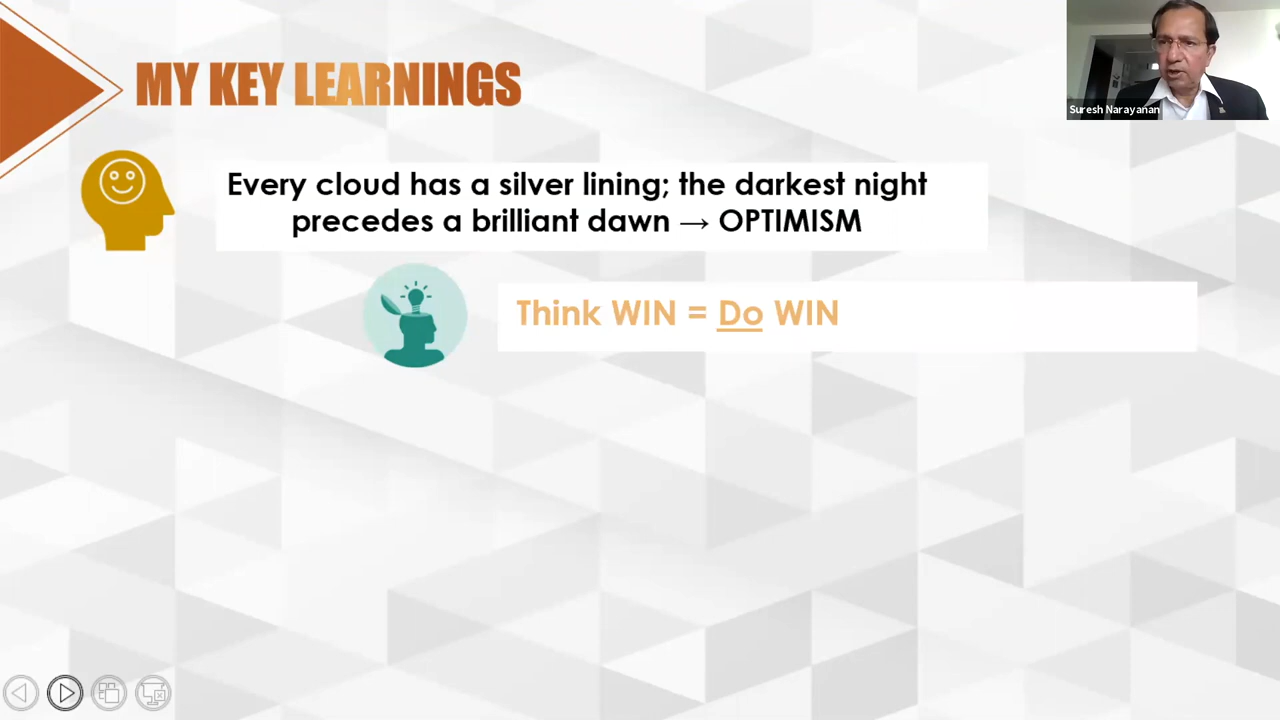 MY KEY LEARNINGS
Suresh Narayanan
Every cloud has a silver lining; the darkest night
precedes a brilliant dawn → OPTIMISM
Think WIN = Do WIN